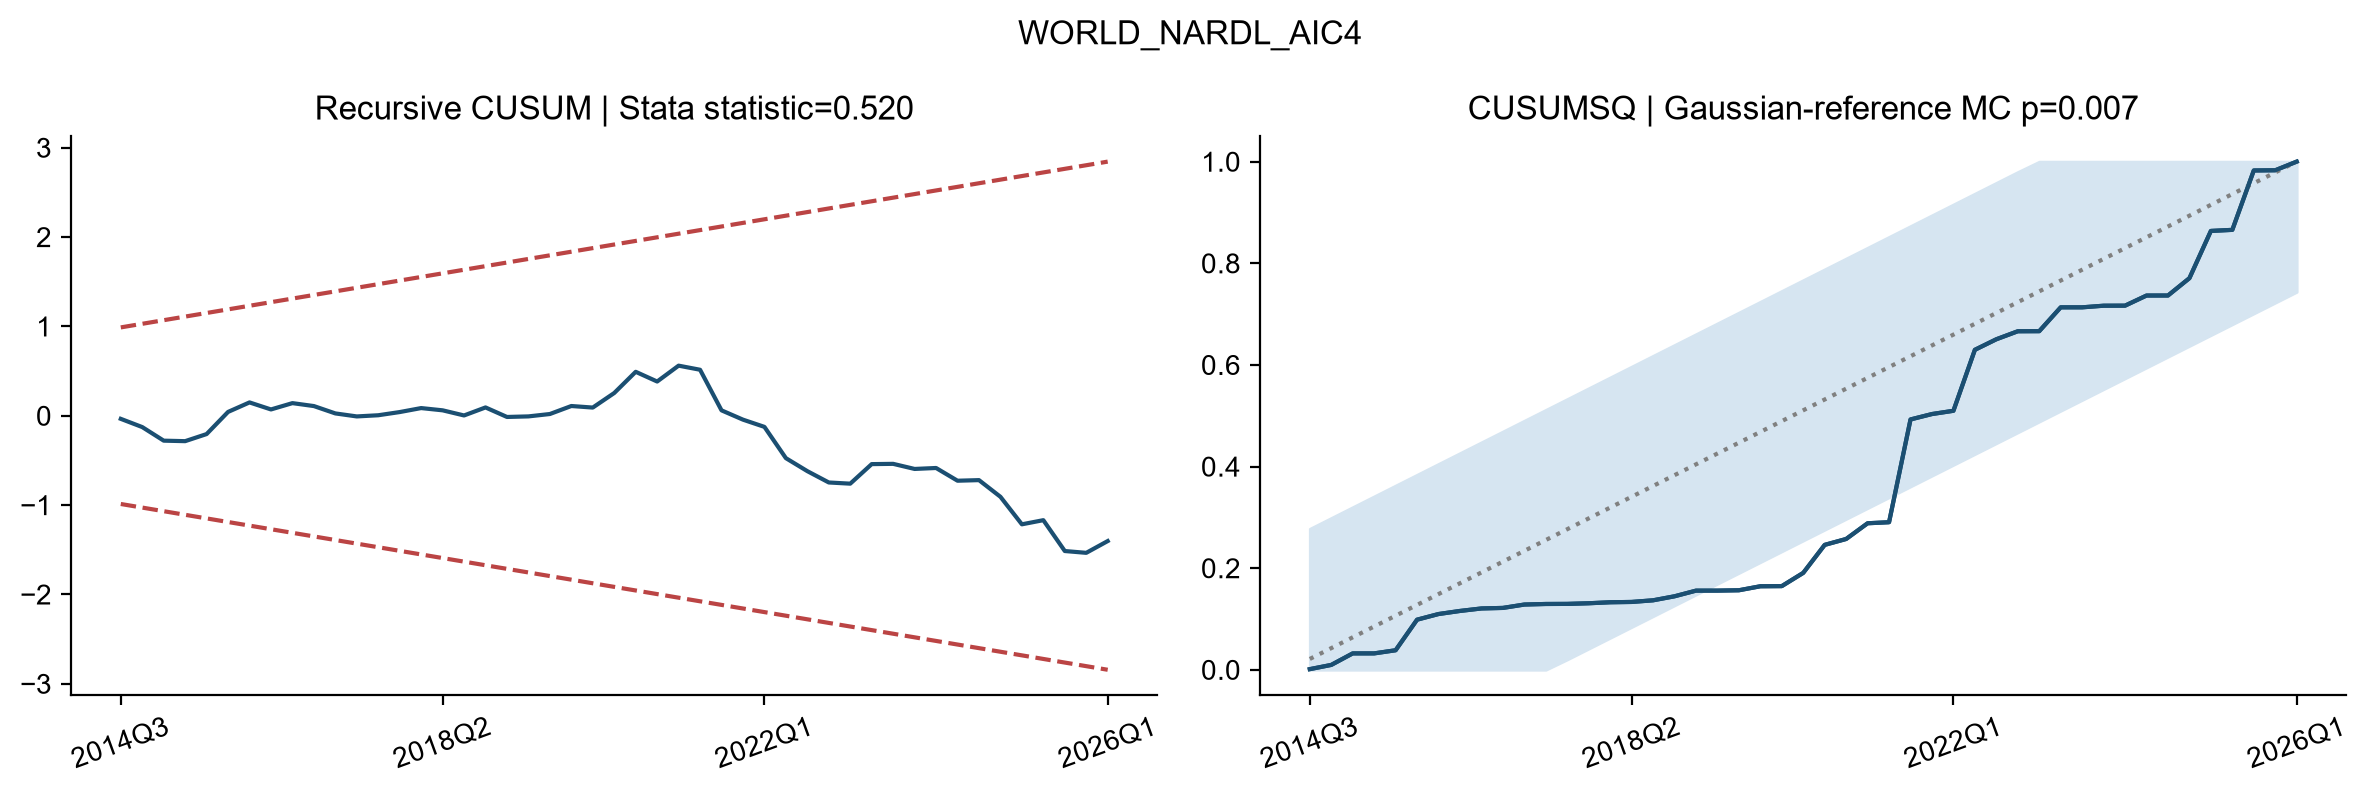 WORLD_NARDL_AIC4
Recursive CUSUM | Stata statistic=0.520
3
2
1
0
−1
−2
−3
2014Q3
2018Q2
2022Q1
2026Q1
CUSUMSQ | Gaussian-reference MC p=0.007
1.0
0.8
0.6
0.4
0.2
0.0
2014Q3
2018Q2
2022Q1
2026Q1